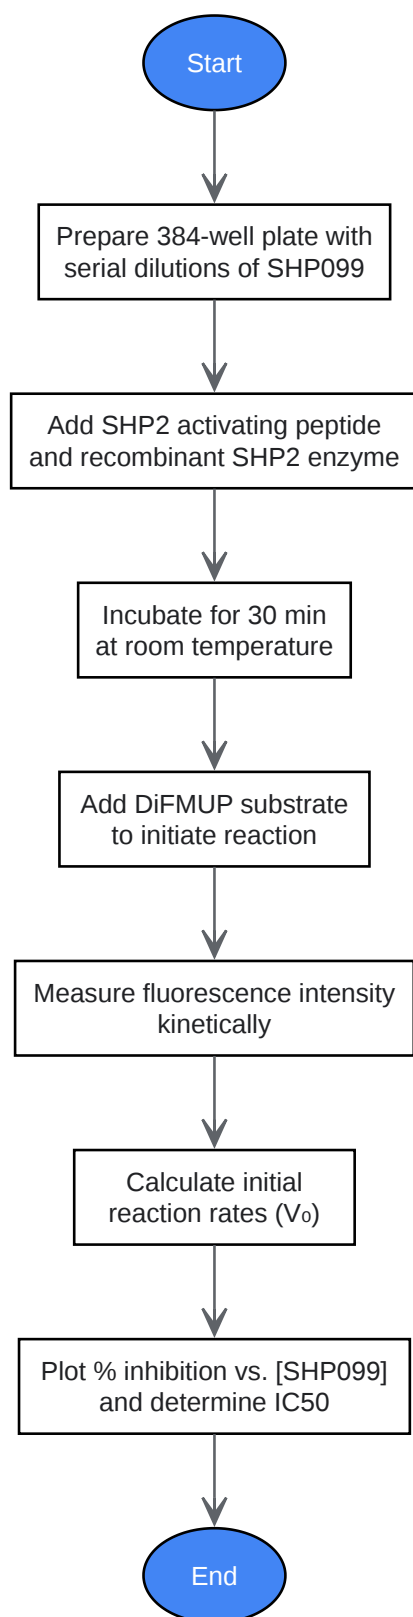 Start
Prepare 384-well plate with
serial dilutions of SHP099
Add SHP2 activating peptide
and recombinant SHP2 enzyme
Incubate for 30 min
at room temperature
Add DiFMUP substrate
to initiate reaction
Measure fluorescence intensity
kinetically
Calculate initial
reaction rates (V₀)
Plot % inhibition vs. [SHP099]
and determine IC50
End